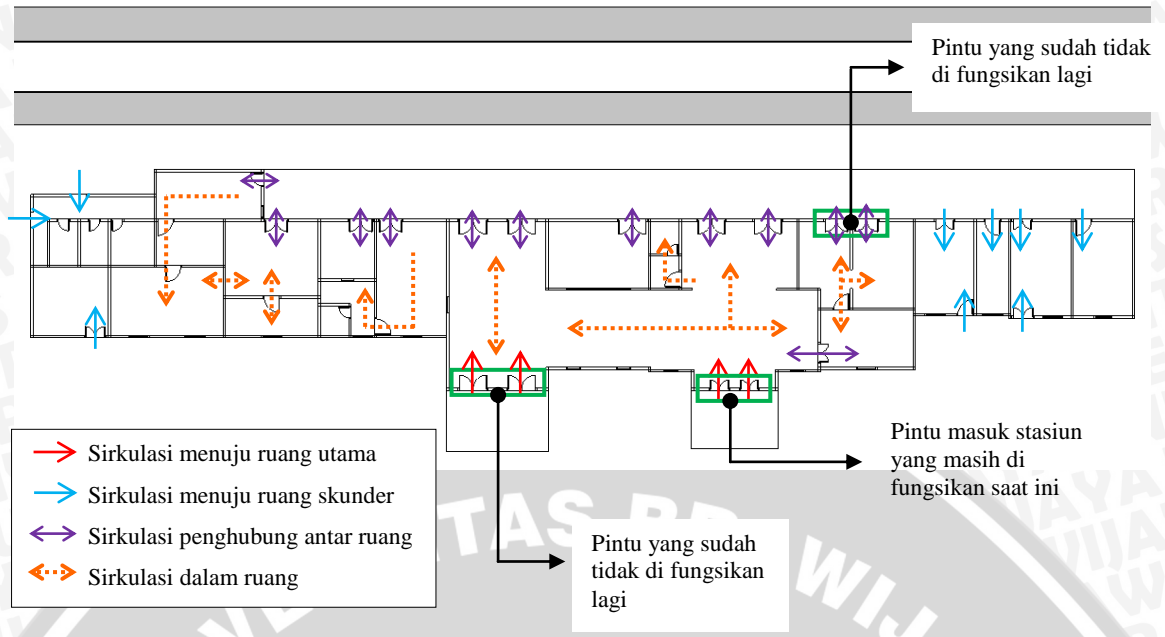 Pintu yang sudah tidak
di fungsikan lagi
Pintu masuk stasiun
yang masih di
fungsikan saat ini
Sirkulasi menuju ruang utama
Sirkulasi menuju ruang skunder
Sirkulasi penghubung antar ruang
Sirkulasi dalam ruang
Pintu yang sudah
tidak di fungsikan
lagi